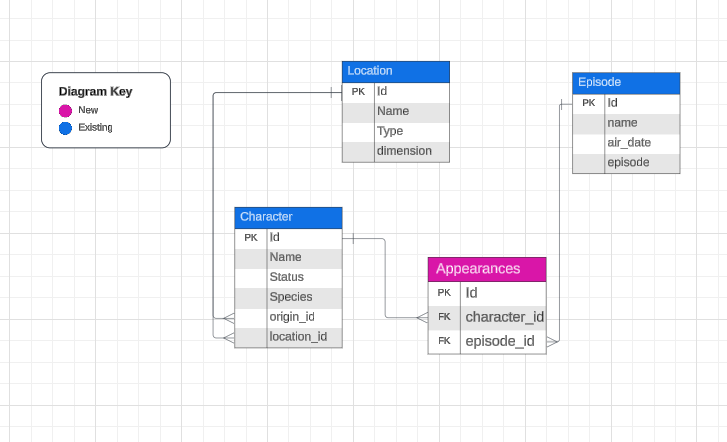 Diagram Key
New
Existing
Location
PK Id
Name
Type
dimension
Episode
PK Id
name
air_date
episode
Character
PK Id
Name
Status
Species
origin_id
location_id
Appearances
PK Id
FK character_id
FK episode_id